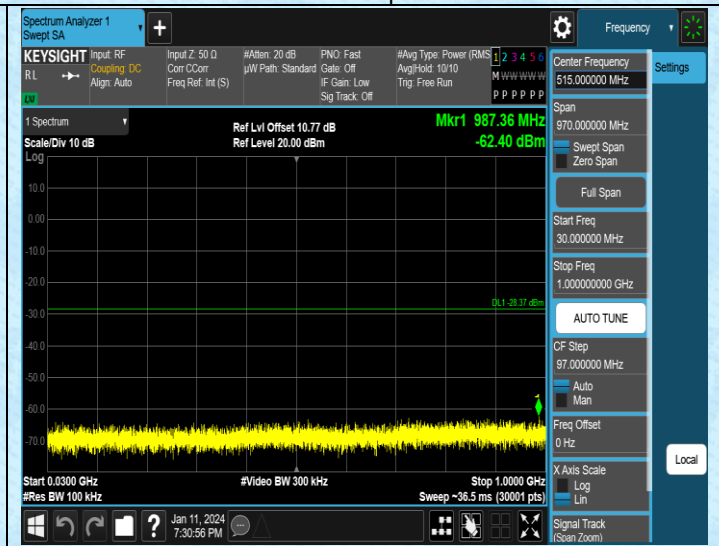 Spectrum Analyzer 1
Swept SA
+
Frequency
KEYSIGHT
RL
LXI
Input: RF
Coupling: DC
Align: Auto
Input Z: 50 Ω
Corr CCorr
Freq Ref: Int (S)
#Atten: 20 dB
µW Path: Standard
PNO: Fast
Gate: Off
IF Gain: Low
Sig Track: Off
#Avg Type: Power (RMS
Avg|Hold: 10/10
Trig: Free Run
1 2 3 4 5 6
M W W W W W
P P P P P P
1 Spectrum
Scale/Div 10 dB
Ref Lvl Offset 10.77 dB
Ref Level 20.00 dBm
Mkr1 987.36 MHz
-62.40 dBm
Log
10.0
0.00
-10.0
-20.0
-30.0
-40.0
-50.0
-60.0
-70.0
DL1 -28.37 dBm
1
Start 0.0300 GHz
#Res BW 100 kHz
#Video BW 300 kHz
Stop 1.0000 GHz
Sweep ~36.5 ms (30001 pts)
Center Frequency
515.000000 MHz
Settings
Span
970.000000 MHz
Swept Span
Zero Span
Full Span
Start Freq
30.000000 MHz
Stop Freq
1.000000000 GHz
AUTO TUNE
CF Step
97.000000 MHz
Auto
Man
Freq Offset
0 Hz
X Axis Scale
Log
Lin
Signal Track
(Span Zoom)
Local
?
Jan 11, 2024
7:30:56 PM